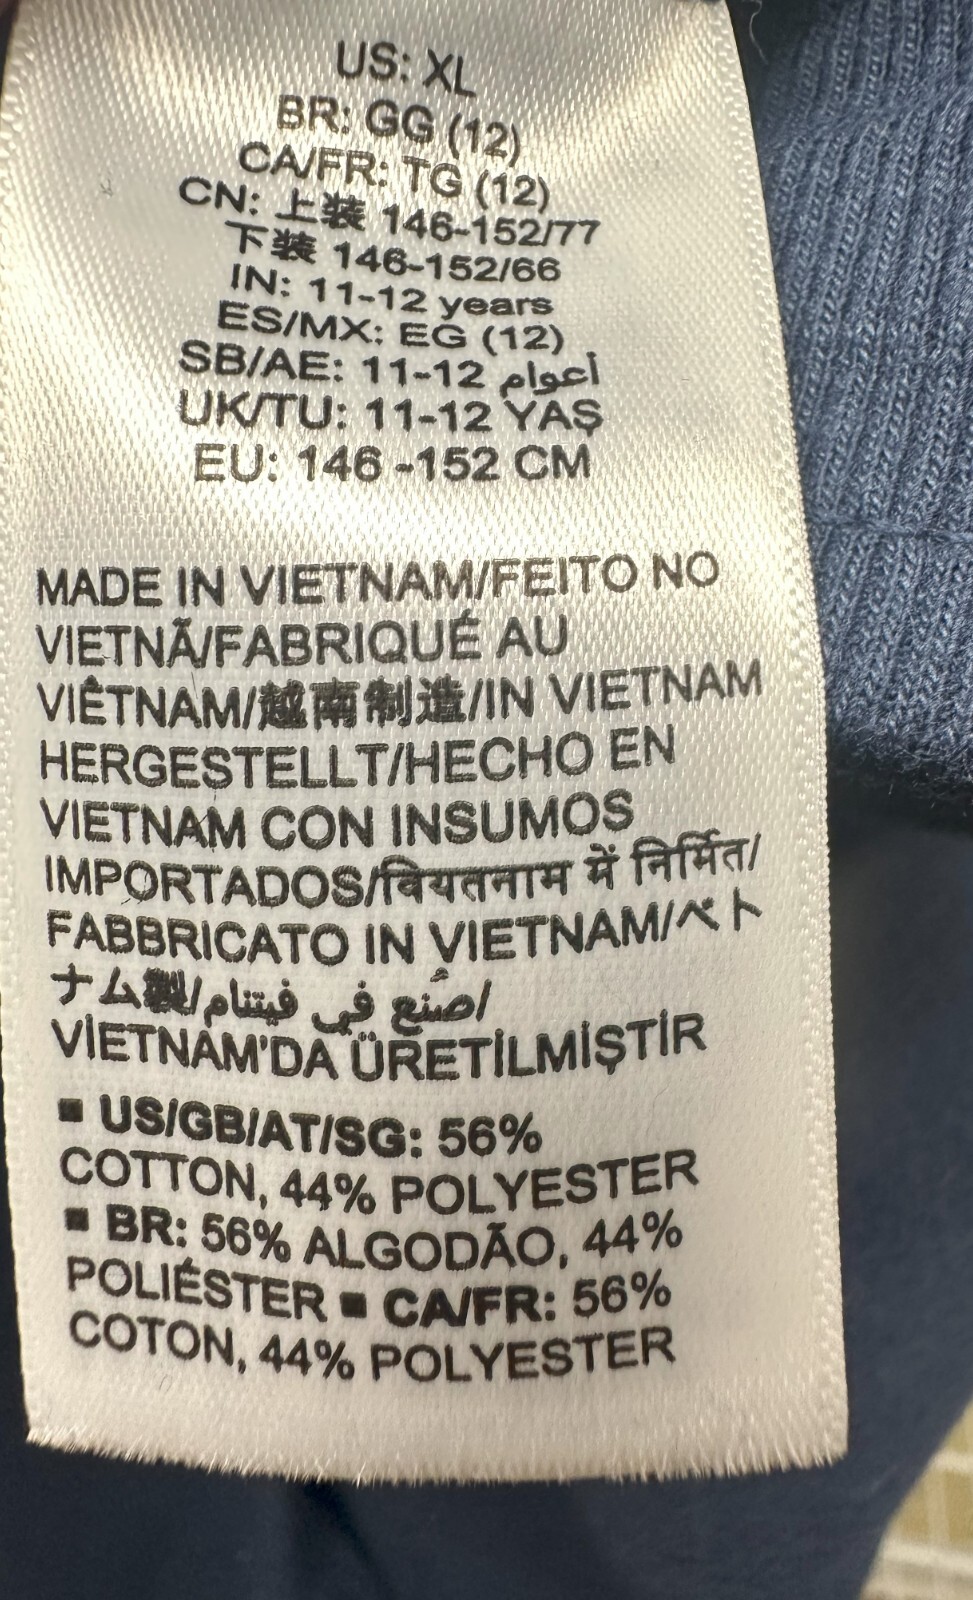 US: XL
BR: GG (12)
CA/FR: TG (12)
CN: 上装 146-152/77
下装 146-152/66
IN: 11-12 years
ES/MX: EG (12)
SB/AE: 11-12 أعوام
UK/TU: 11-12 YAŞ
EU: 146 -152 CM
MADE IN VIETNAM/FEITO NO
VIETNÃ/FABRIQUÉ AU
VIÊTNAM/越南制造/IN VIETNAM
HERGESTELLT/HECHO EN
VIETNAM CON INSUMOS
IMPORTADOS/वियतनाम में निर्मित/
FABBRICATO IN VIETNAM/ベト
ナム製/صُنع في فيتنام/
VİETNAM'DA ÜRETİLMİŞTİR
■ US/GB/AT/SG: 56%
COTTON, 44% POLYESTER
■ BR: 56% ALGODÃO, 44%
POLIÉSTER ■ CA/FR: 56%
COTON, 44% POLYESTER